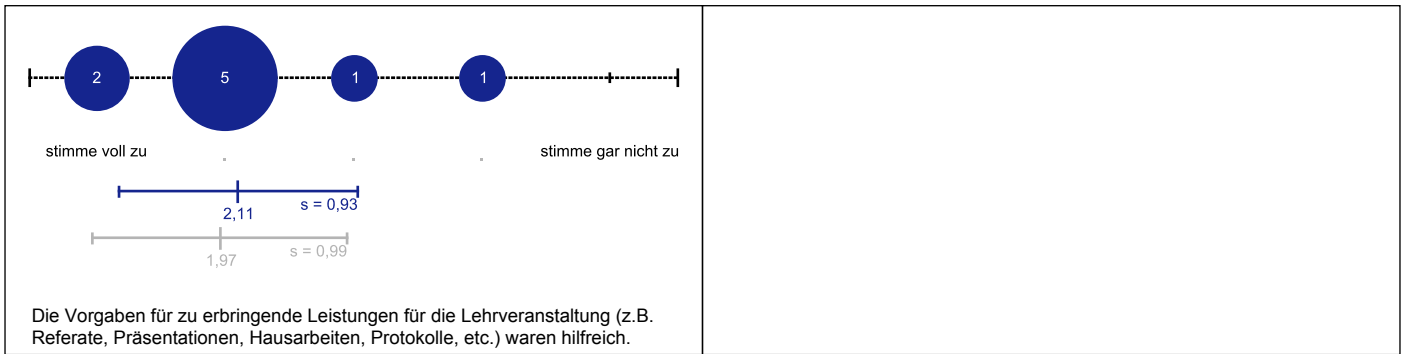 2 5 1 1
stimme voll zu . . . stimme gar nicht zu
s = 0,93
2,11
s = 0,99
1,97
Die Vorgaben für zu erbringende Leistungen für die Lehrveranstaltung (z.B.
Referate, Präsentationen, Hausarbeiten, Protokolle, etc.) waren hilfreich.